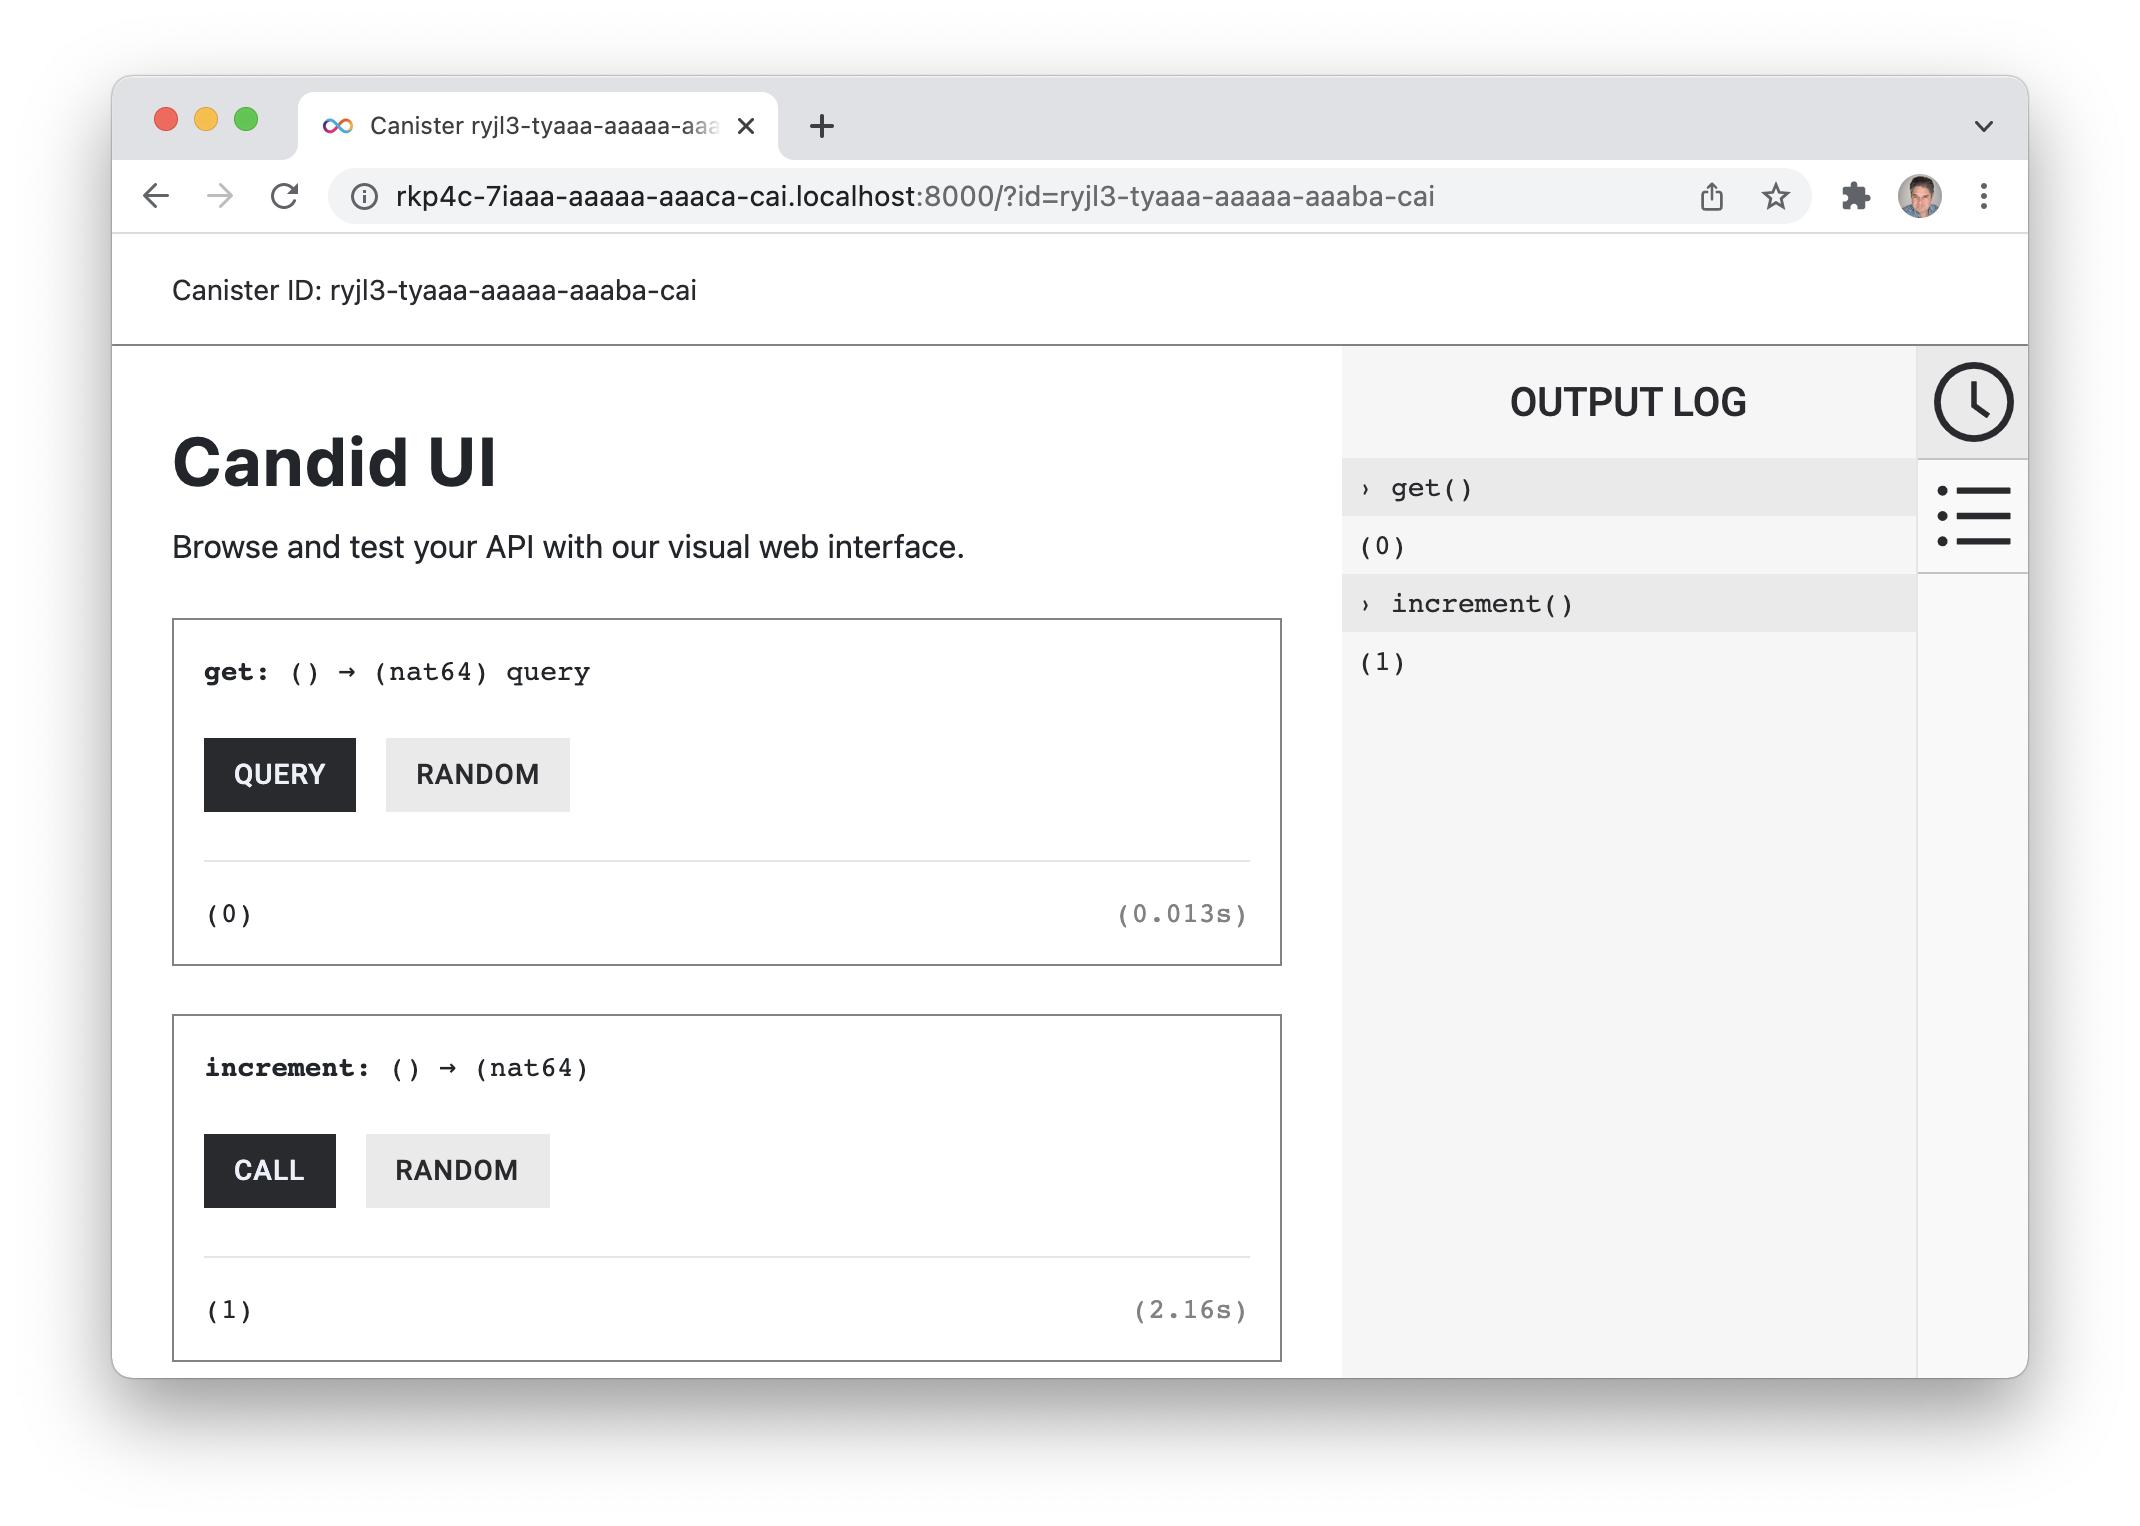 Canister ryjl3-tyaaa-aaaaa-aaa
rkp4c-7iaaa-aaaaa-aaaca-cai.localhost:8000/?id=ryjl3-tyaaa-aaaaa-aaaba-cai
Canister ID: ryjl3-tyaaa-aaaaa-aaaba-cai
Candid UI
Browse and test your API with our visual web interface.
get: () → (nat64) query
QUERY RANDOM
(0) (0.013s)
increment: () → (nat64)
CALL RANDOM
(1) (2.16s)
OUTPUT LOG
› get()
(0)
› increment()
(1)